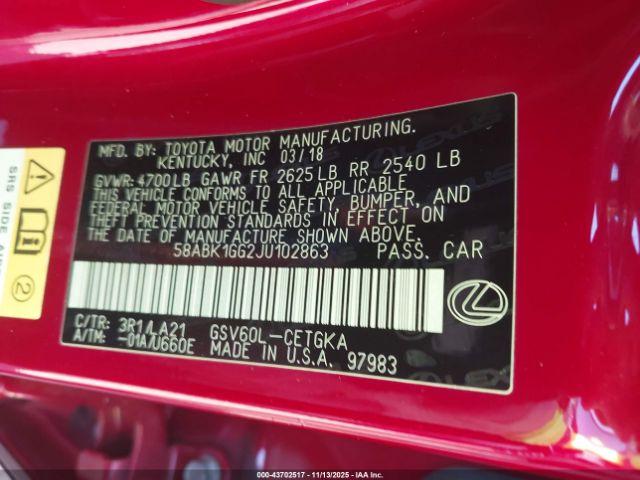 MFD. BY: TOYOTA MOTOR MANUFACTURING.
KENTUCKY, INC 03/18
GVWR: 4700LB GAWR FR 2625LB RR 2540 LB
THIS VEHICLE CONFORMS TO ALL APPLICABLE
FEDERAL MOTOR VEHICLE SAFETY, BUMPER, AND
THEFT PREVENTION STANDARDS IN EFFECT ON
THE DATE OF MANUFACTURE SHOWN ABOVE.
58ABK1GG2JU102863 PASS. CAR
C/TR: 3R1/LA21 GSV60L-CETGKA
A/TM: -01A/U660E MADE IN U.S.A. 97983
SRS SIDE
2
000-43702517 - 11/13/2025 - IAA Inc.